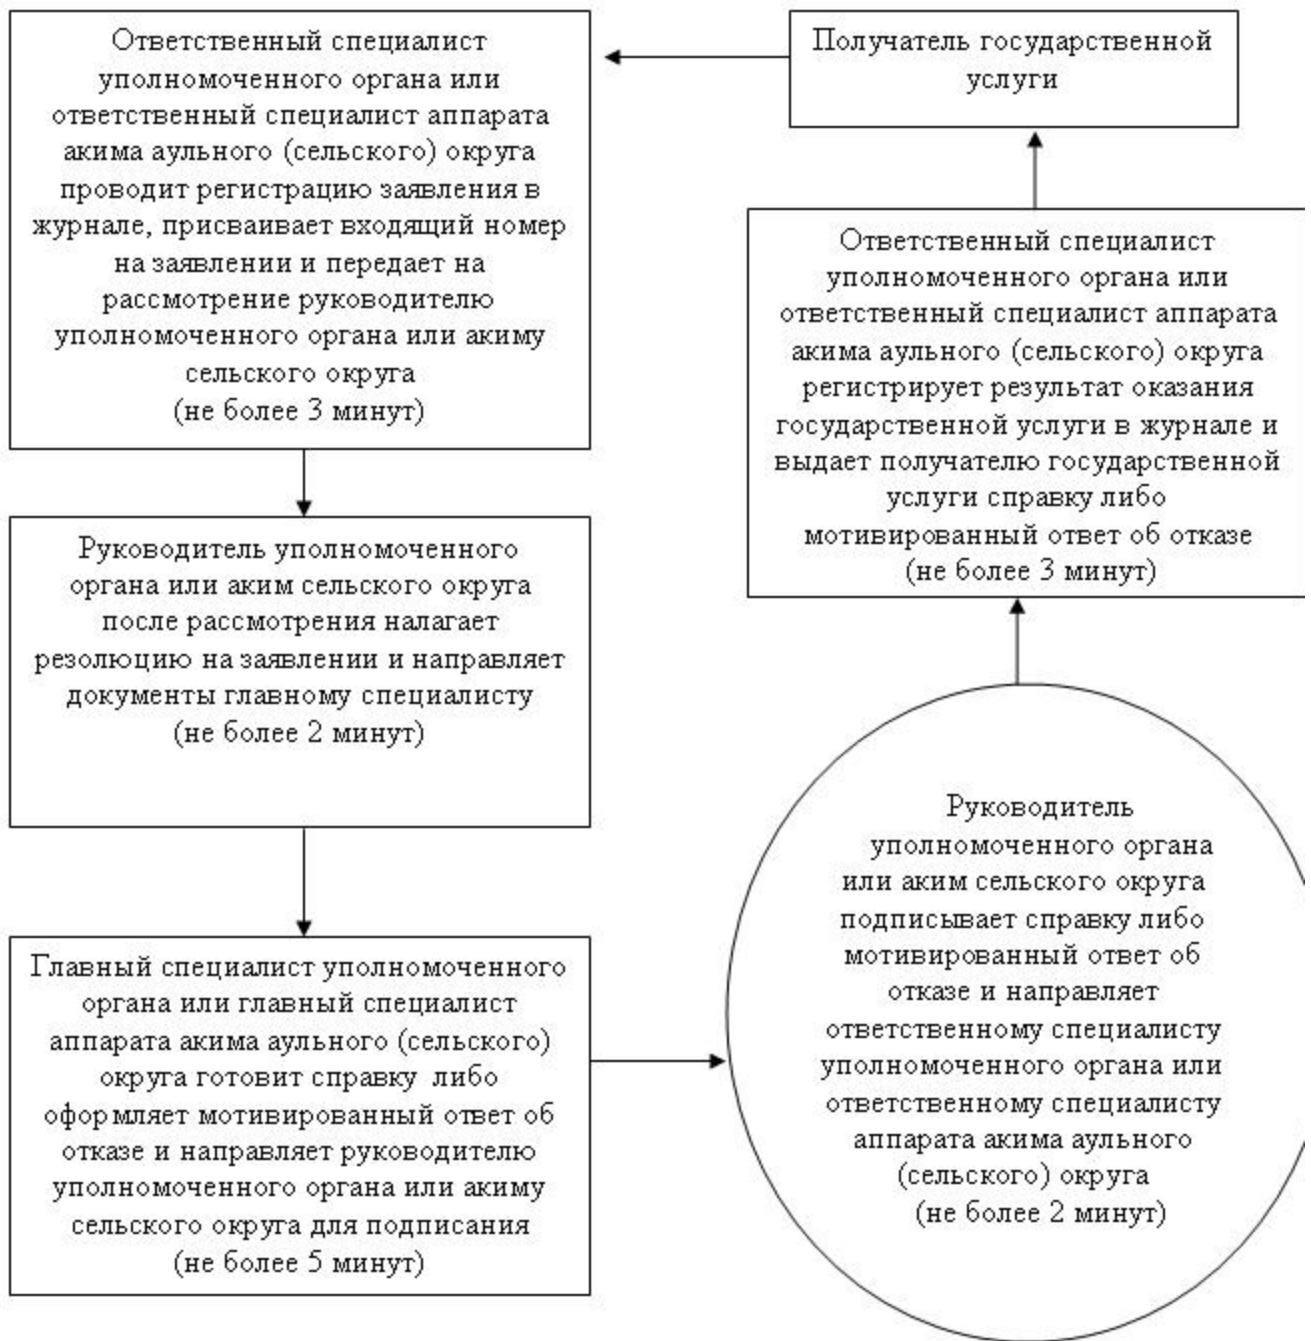 Ответственный специалист
уполномоченного органа или
ответственный специалист аппарата
акима аульного (сельского) округа
проводит регистрацию заявления в
журнале, присваивает входящий номер
на заявлении и передает на
рассмотрение руководителю
уполномоченного органа или акиму
сельского округа
(не более 3 минут)
Руководитель уполномоченного
органа или аким сельского округа
после рассмотрения налагает
резолюцию на заявлении и направляет
документы главному специалисту
(не более 2 минут)
Главный специалист уполномоченного
органа или главный специалист
аппарата акима аульного (сельского)
округа готовит справку либо
оформляет мотивированный ответ об
отказе и направляет руководителю
уполномоченного органа или акиму
сельского округа для подписания
(не более 5 минут)
Руководитель
уполномоченного органа
или аким сельского округа
подписывает справку либо
мотивированный ответ об
отказе и направляет
ответственному специалисту
уполномоченного органа или
ответственному специалисту
аппарата акима аульного
(сельского) округа
(не более 2 минут)
Ответственный специалист
уполномоченного органа или
ответственный специалист аппарата
акима аульного (сельского) округа
регистрирует результат оказания
государственной услуги в журнале и
выдает получателю государственной
услуги справку либо
мотивированный ответ об отказе
(не более 3 минут)
Получатель государственной
услуги